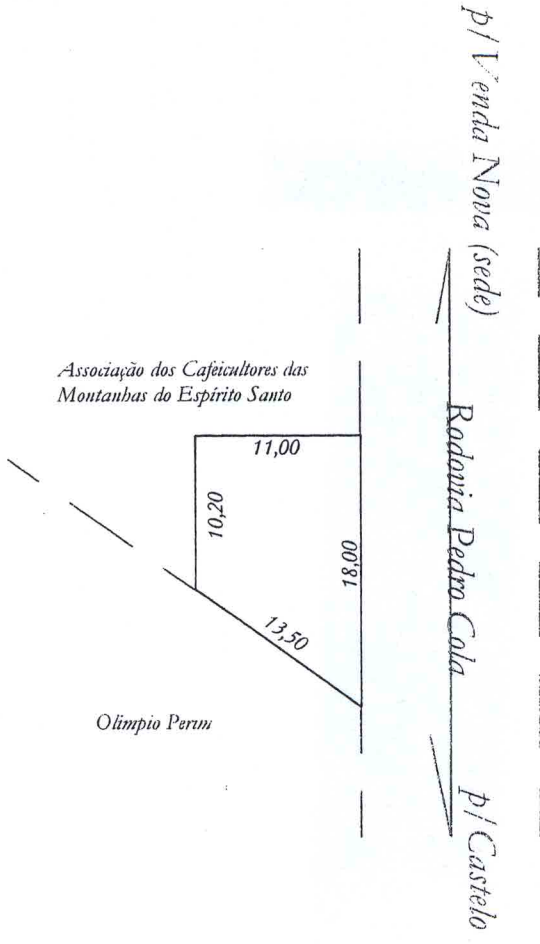 p/ Venda Nova (sede)
Rodovia Pedro Cola
p/ Castelo
Associação dos Cafeicultores das
Montanhas do Espírito Santo
11,00
10,20
18,00
13,50
Olimpio Perim